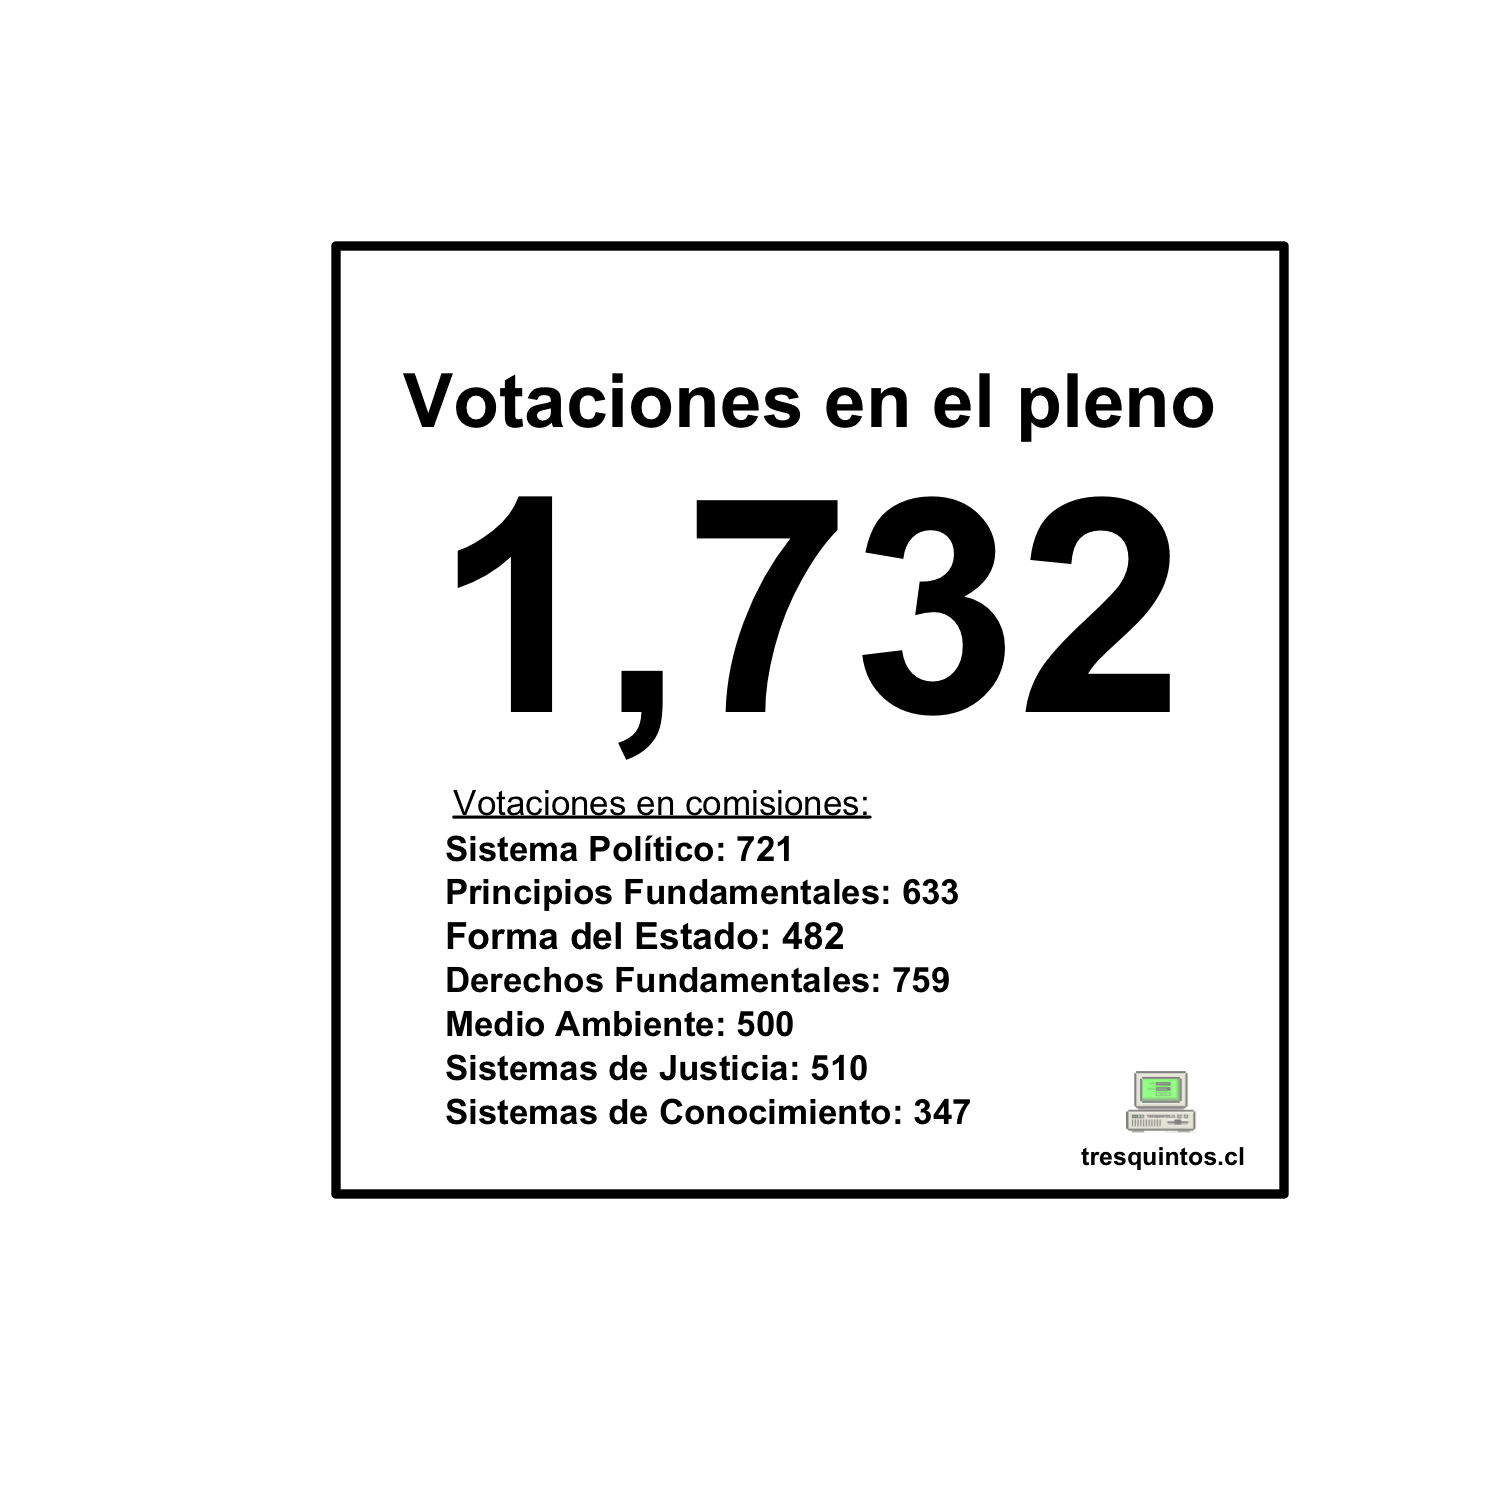 Votaciones en el pleno
1,732
Votaciones en comisiones:
Sistema Político: 721
Principios Fundamentales: 633
Forma del Estado: 482
Derechos Fundamentales: 759
Medio Ambiente: 500
Sistemas de Justicia: 510
Sistemas de Conocimiento: 347
tresquintos.cl